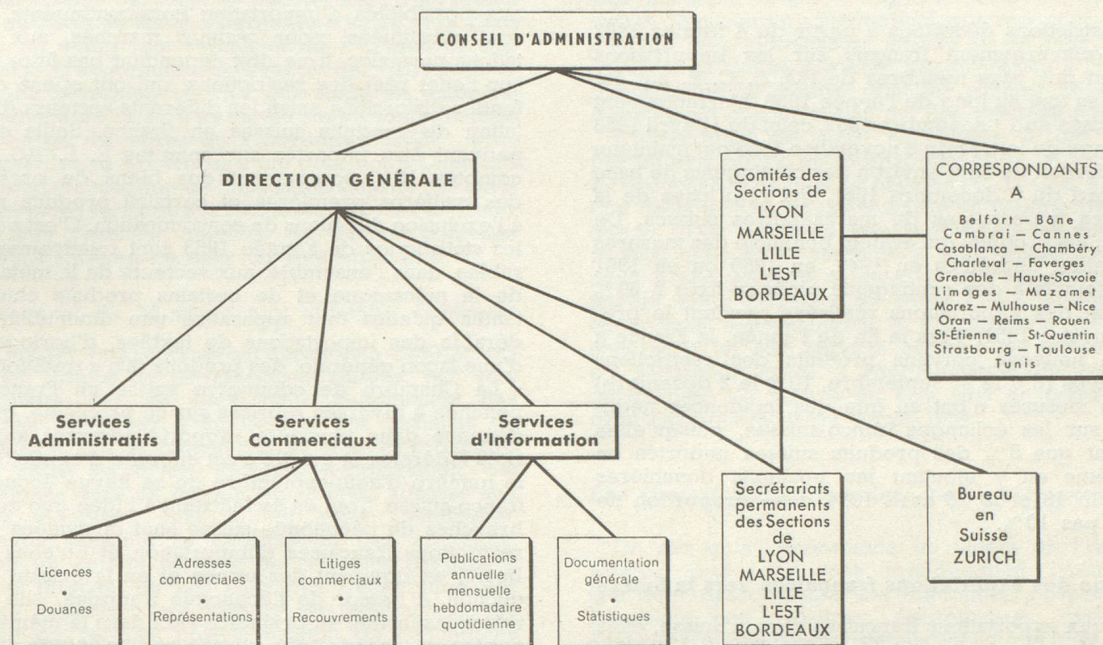 CONSEIL D'ADMINISTRATION
DIRECTION GÉNÉRALE
Comités des
Sections de
LYON
MARSEILLE
LILLE
L'EST
BORDEAUX
CORRESPONDANTS
A
Belfort — Bône
Cambrai — Cannes
Casablanca — Chambéry
Charleval — Faverges
Grenoble — Haute-Savoie
Limoges — Mazamet
Morez — Mulhouse — Nice
Oran — Reims — Rouen
St-Étienne — St-Quentin
Strasbourg — Toulouse
Tunis
Services
Administratifs
Services
Commerciaux
Services
d'Information
Secrétariats
permanents
des Sections
de
LYON
MARSEILLE
LILLE
L'EST
BORDEAUX
Bureau
en
Suisse
ZURICH
Licences
•
Douanes
Adresses
commerciales
•
Représentations
Litiges
commerciaux
•
Recouvrements
Publications
annuelle
mensuelle
hebdomadaire
quotidienne
Documentation
générale
•
Statistiques